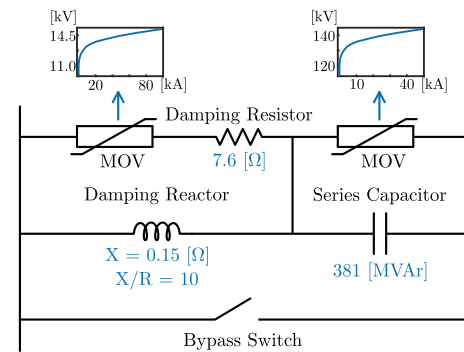 [kV]
14.5
11.0
20
80
[kA]
[kV]
140
120
10
40
[kA]
Damping Resistor
MOV
7.6 [Ω]
MOV
Damping Reactor
Series Capacitor
X = 0.15 [Ω]
X/R = 10
381 [MVAr]
Bypass Switch